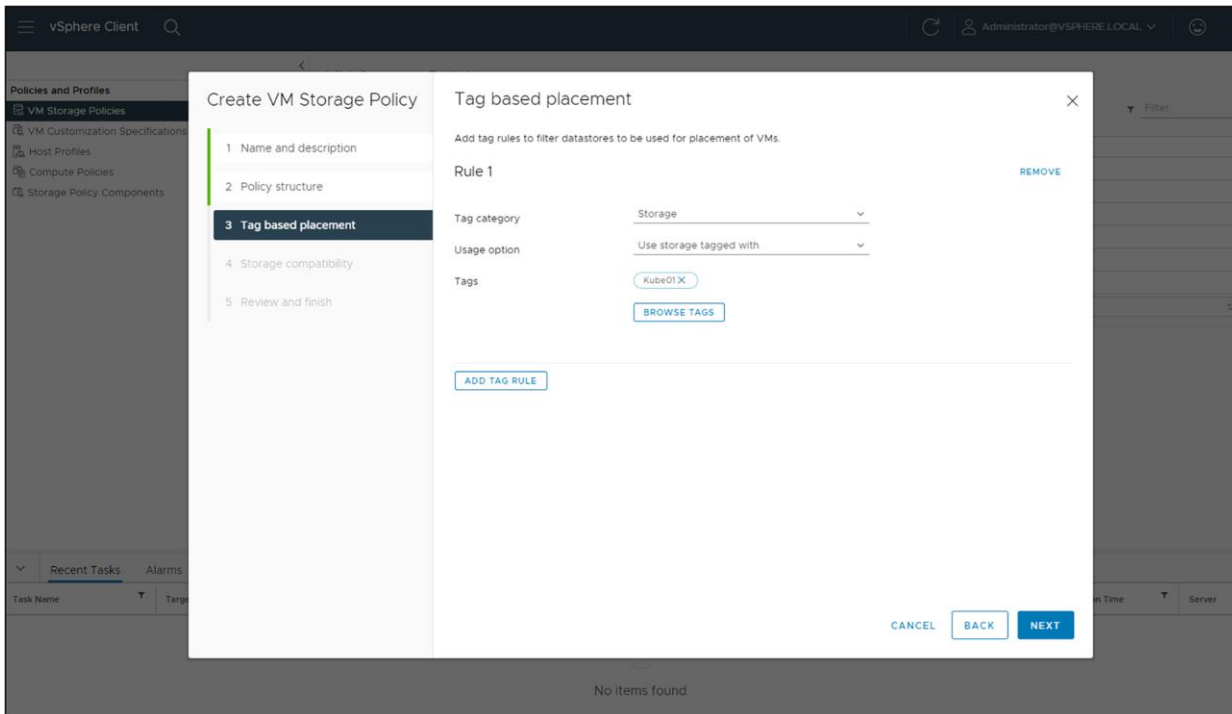 vSphere Client
Administrator@VSPHERE.LOCAL
Policies and Profiles
VM Storage Policies
VM Customization Specifications
Host Profiles
Compute Policies
Storage Policy Components
Filter
Create VM Storage Policy
1 Name and description
2 Policy structure
3 Tag based placement
4 Storage compatibility
5 Review and finish
Tag based placement
Add tag rules to filter datastores to be used for placement of VMs.
Rule 1
REMOVE
Tag category
Storage
Usage option
Use storage tagged with
Tags
Kube01
BROWSE TAGS
ADD TAG RULE
CANCEL
BACK
NEXT
Recent Tasks
Alarms
Task Name
Targe
n Time
Server
No items found